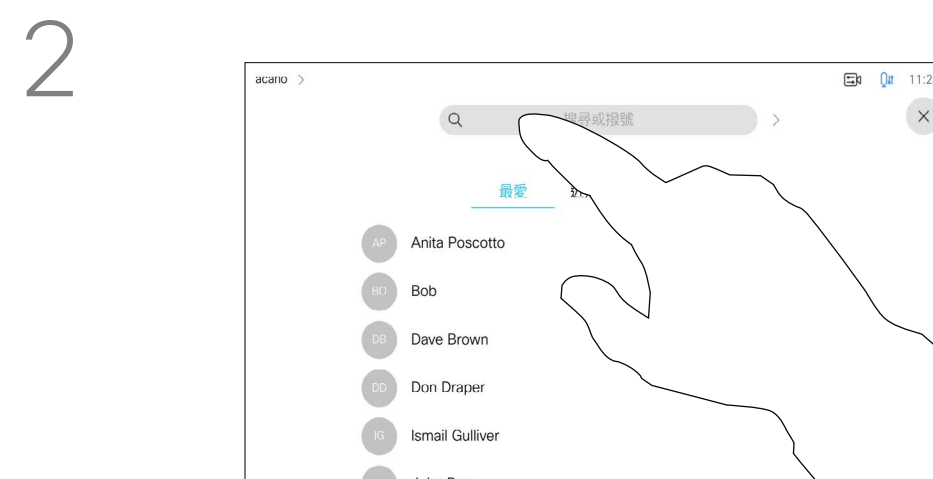 2
acano >
11:2
搜尋或撥號 >
最愛
AP Anita Poscotto
BO Bob
DB Dave Brown
DD Don Draper
IG Ismail Gulliver